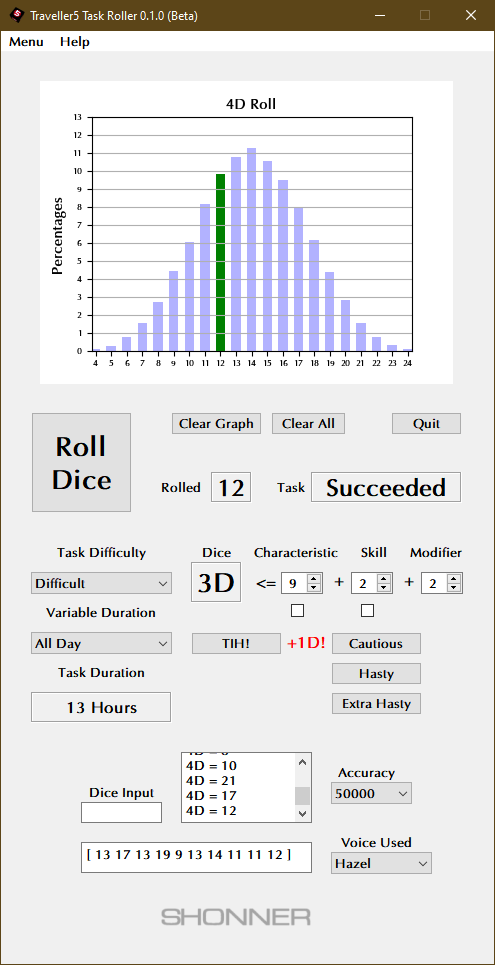 Traveller5 Task Roller 0.1.0 (Beta)
Menu Help
4D Roll
Percentages
13
12
11
10
9
8
7
6
5
4
3
2
1
0
4 5 6 7 8 9 10 11 12 13 14 15 16 17 18 19 20 21 22 23 24
Roll Dice
Clear Graph Clear All Quit
Rolled 12 Task Succeeded
Task Difficulty Dice Characteristic Skill Modifier
Difficult 3D <= 9 + 2 + 2
Variable Duration
All Day TIH! +1D! Cautious
Task Duration Hasty
13 Hours Extra Hasty
4D = 10
4D = 21
4D = 17
4D = 12
Dice Input
Accuracy
50000
[ 13 17 13 19 9 13 14 11 11 12 ]
Voice Used
Hazel
SHONNER